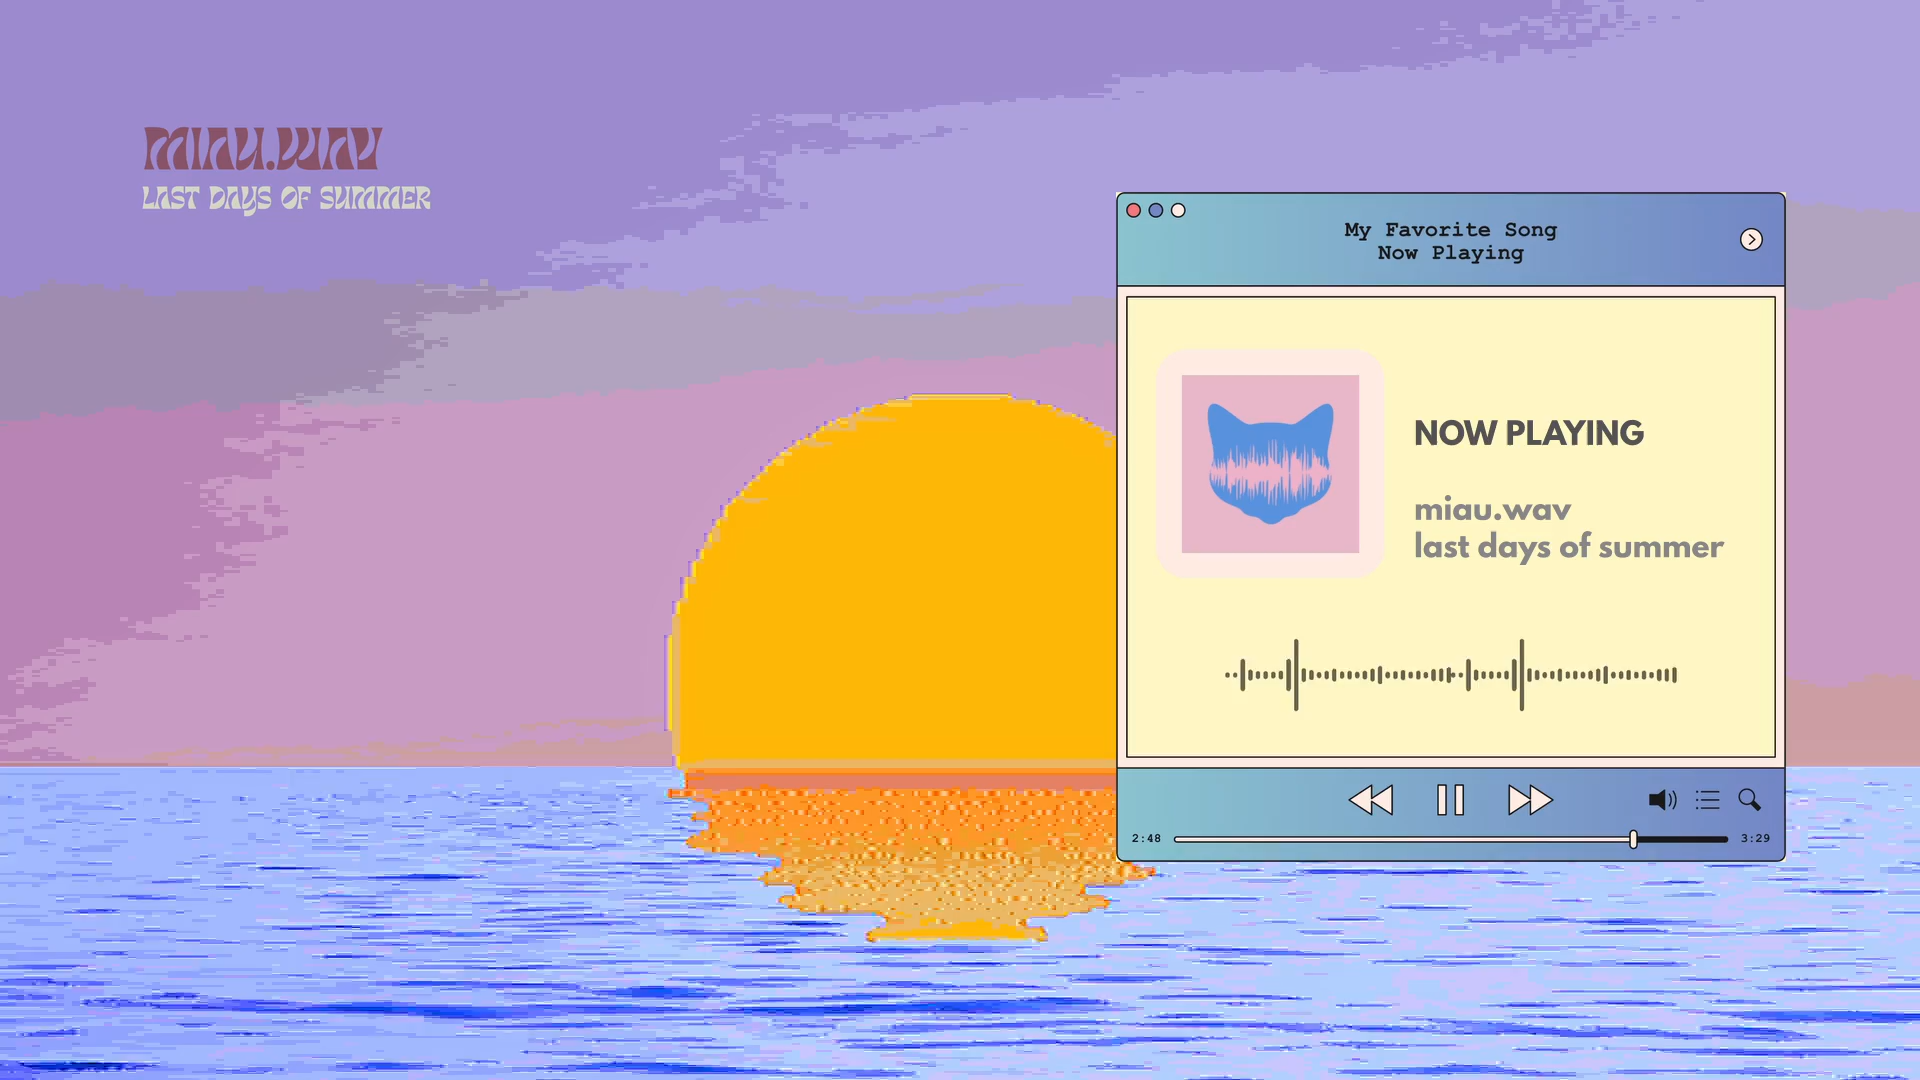 MIAU.WAV
LAST DAYS OF SUMMER
My Favorite Song
Now Playing
NOW PLAYING
miau.wav
last days of summer
2:48
3:29